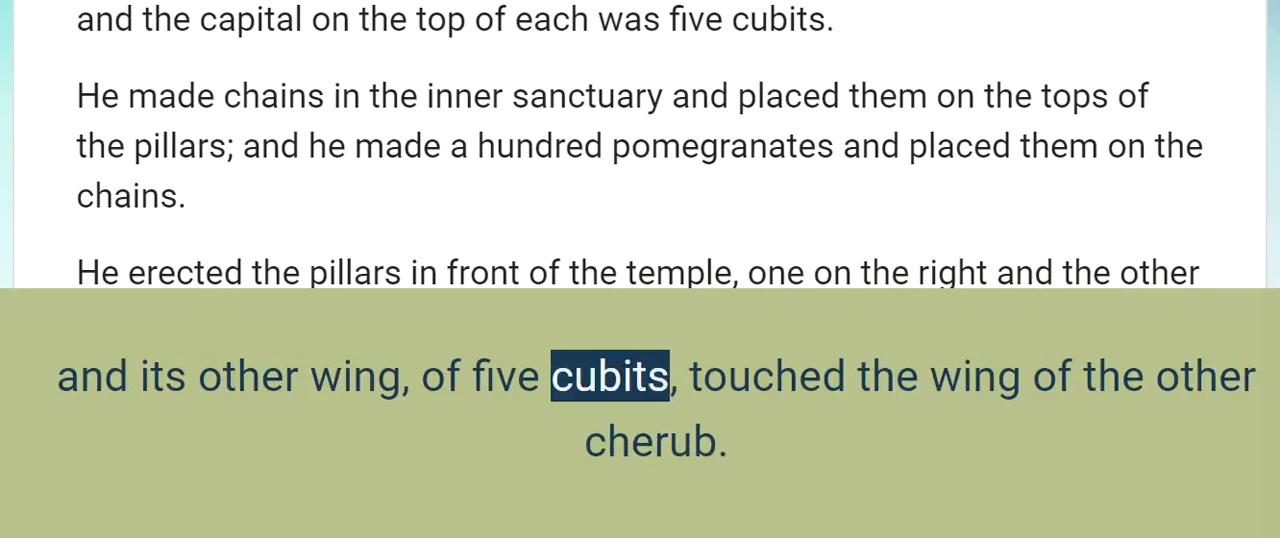 and the capital on the top of each was five cubits.
He made chains in the inner sanctuary and placed them on the tops of
the pillars; and he made a hundred pomegranates and placed them on the
chains.
He erected the pillars in front of the temple, one on the right and the other
and its other wing, of five cubits, touched the wing of the other
cherub.